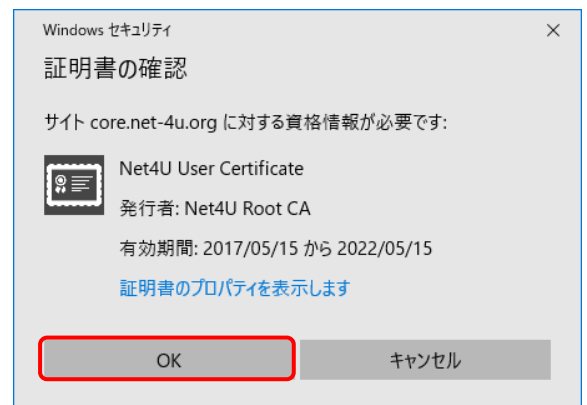 Windows セキュリティ
証明書の確認
サイト core.net-4u.org に対する資格情報が必要です:
Net4U User Certificate
発行者: Net4U Root CA
有効期間: 2017/05/15 から 2022/05/15
証明書のプロパティを表示します
OK
キャンセル